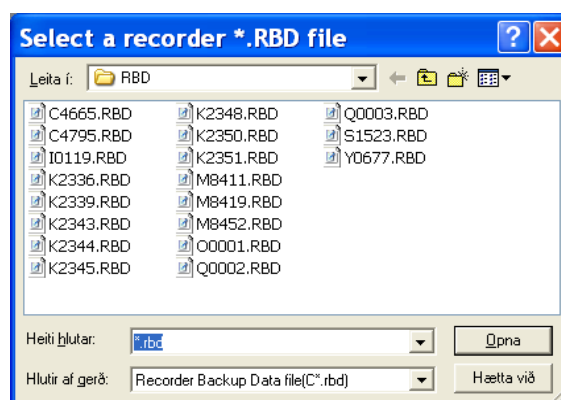 Select a recorder *.RBD file
Leita í: RBD
C4665.RBD K2348.RBD Q0003.RBD
C4795.RBD K2350.RBD S1523.RBD
I0119.RBD K2351.RBD Y0677.RBD
K2336.RBD M8411.RBD
K2339.RBD M8419.RBD
K2343.RBD M8452.RBD
K2344.RBD O0001.RBD
K2345.RBD Q0002.RBD
Heiti hlutar: *.rbd Opna
Hlutir af gerð: Recorder Backup Data file(C*.rbd) Hætta við